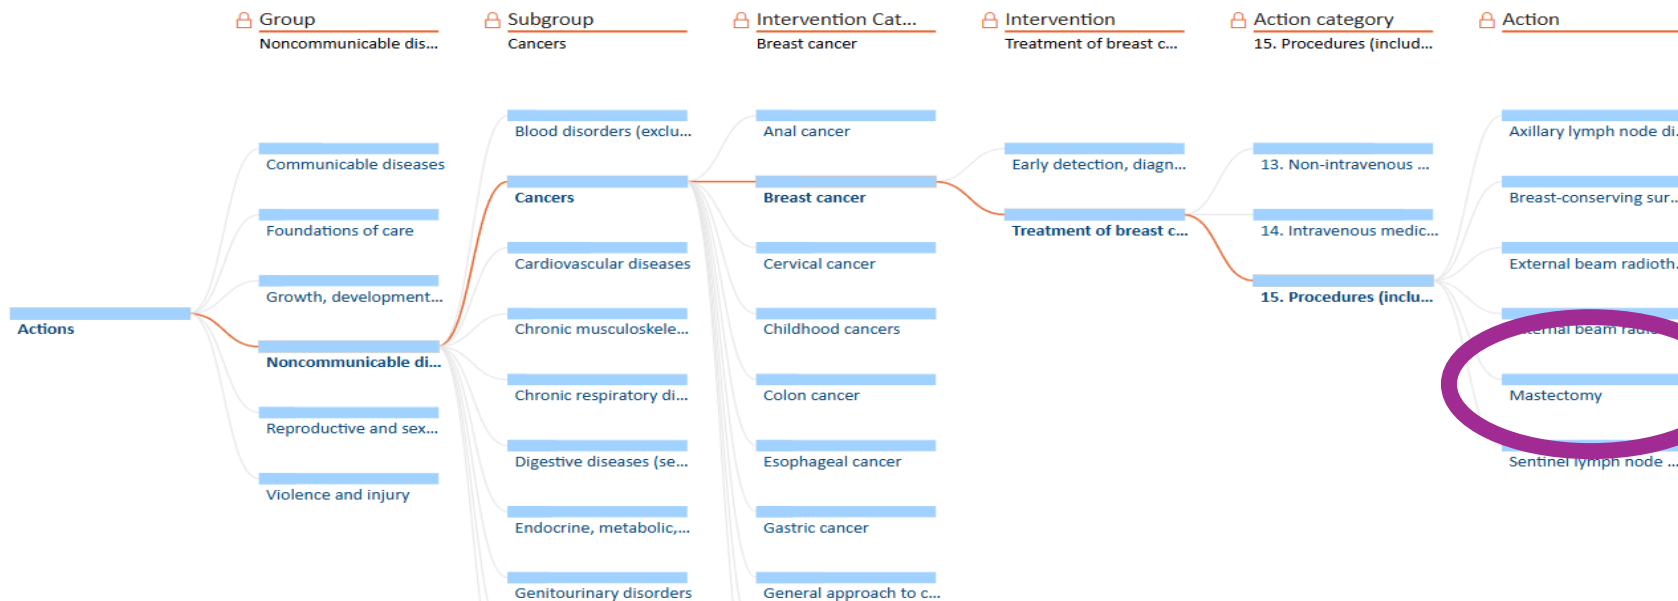 Group
Noncommunicable dis...
Subgroup
Cancers
Intervention Cat...
Breast cancer
Intervention
Treatment of breast c...
Action category
15. Procedures (includ...
Action
Actions
Communicable diseases
Foundations of care
Growth, development...
Noncommunicable di...
Reproductive and sex...
Violence and injury
Blood disorders (exclu...
Cancers
Cardiovascular diseases
Chronic musculoskele...
Chronic respiratory di...
Digestive diseases (se...
Endocrine, metabolic,...
Genitourinary disorders
Anal cancer
Breast cancer
Cervical cancer
Childhood cancers
Colon cancer
Esophageal cancer
Gastric cancer
General approach to c...
Early detection, diagn...
Treatment of breast c...
13. Non-intravenous ...
14. Intravenous medic...
15. Procedures (inclu...
Axillary lymph node di...
Breast-conserving sur...
External beam radioth...
beam
Mastectomy
Sentinel lymph node ...